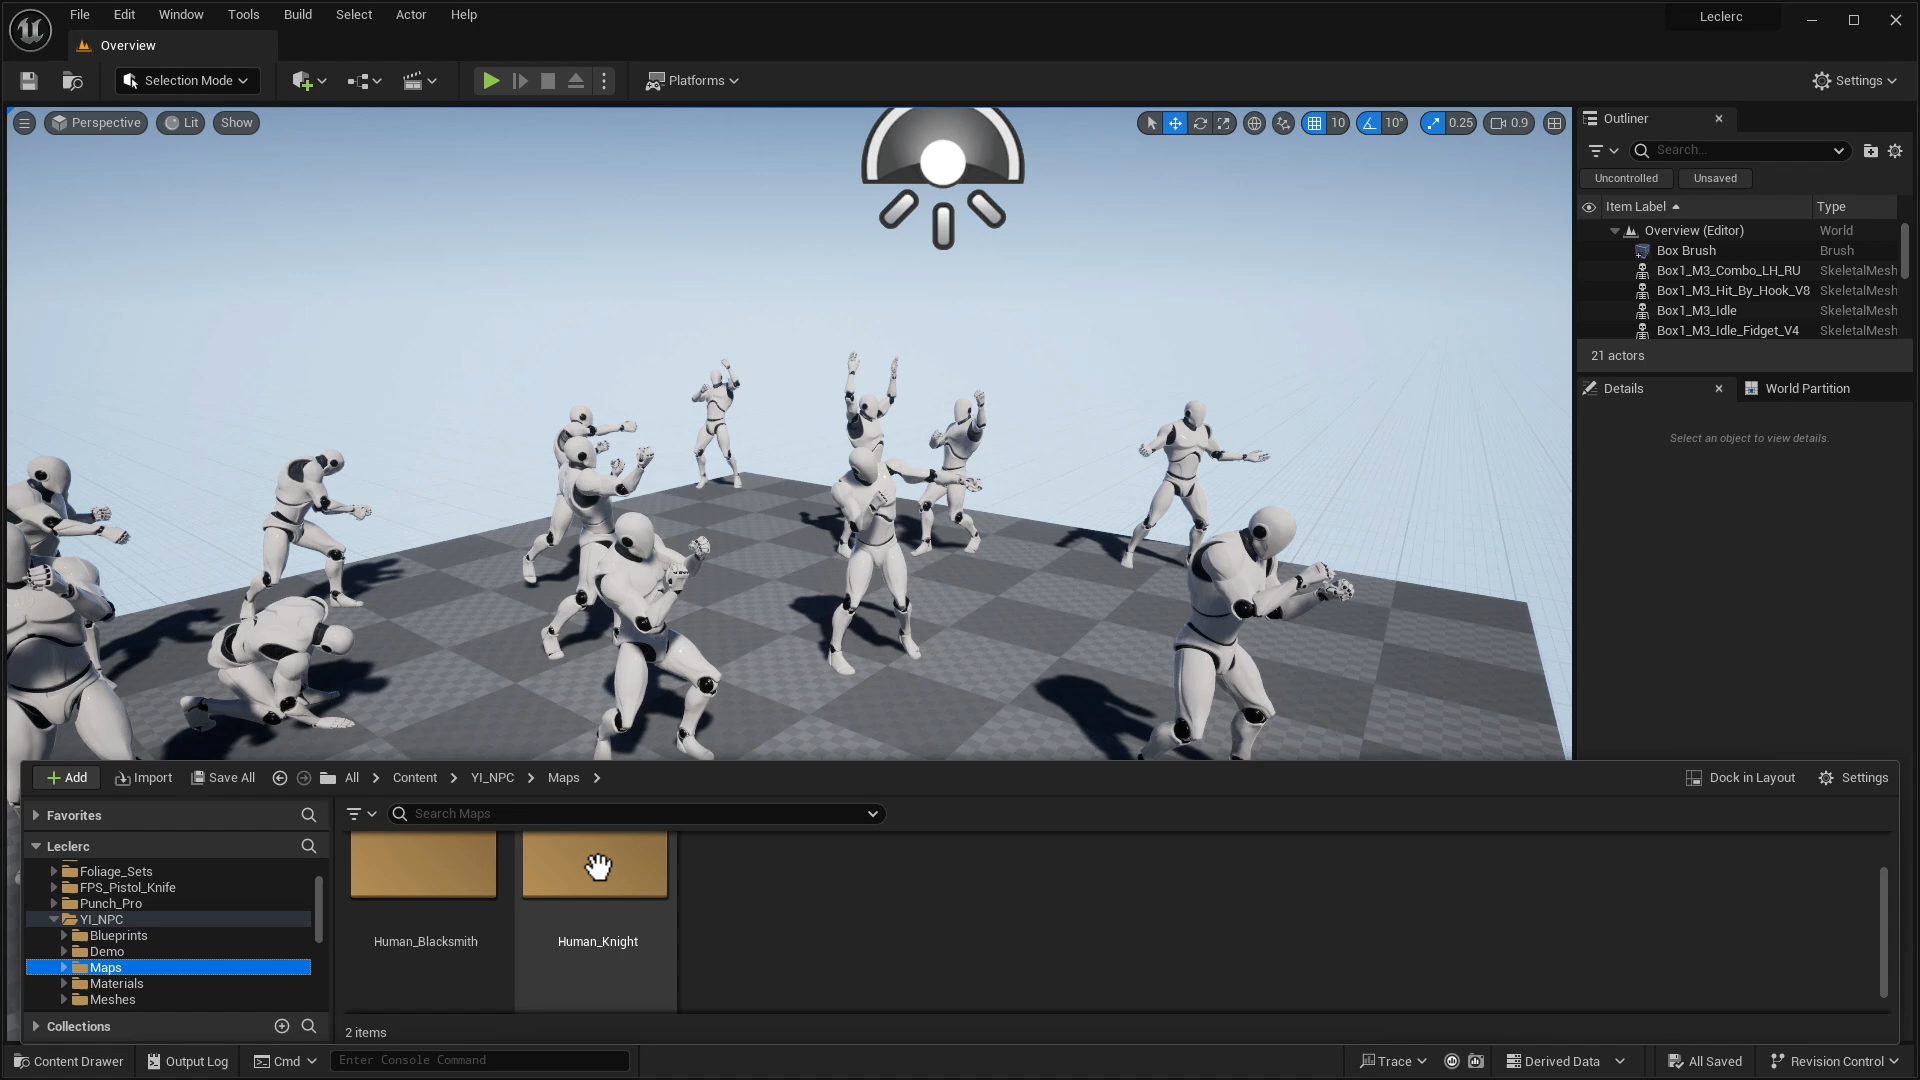 File Edit Window Tools Build Select Actor Help
Leclerc
Overview
Selection Mode
Platforms
Settings
Perspective Lit Show
10 10° 0.25 0.9
Outliner
Search...
Uncontrolled Unsaved
Item Label Type
Overview (Editor) World
Box Brush Brush
Box1_M3_Combo_LH_RU SkeletalMesh
Box1_M3_Hit_By_Hook_V8 SkeletalMesh
Box1_M3_Idle SkeletalMesh
Box1_M3_Idle_Fidget_V4 SkeletalMesh
21 actors
Details World Partition
Select an object to view details.
Add Import Save All All Content YI_NPC Maps Dock in Layout Settings
Favorites
Search Maps
Leclerc
Foliage_Sets
FPS_Pistol_Knife
Punch_Pro
YI_NPC
Blueprints
Demo
Maps
Materials
Meshes
Human_Blacksmith Human_Knight
Collections
2 items
Content Drawer Output Log Cmd Enter Console Command Trace Derived Data All Saved Revision Control